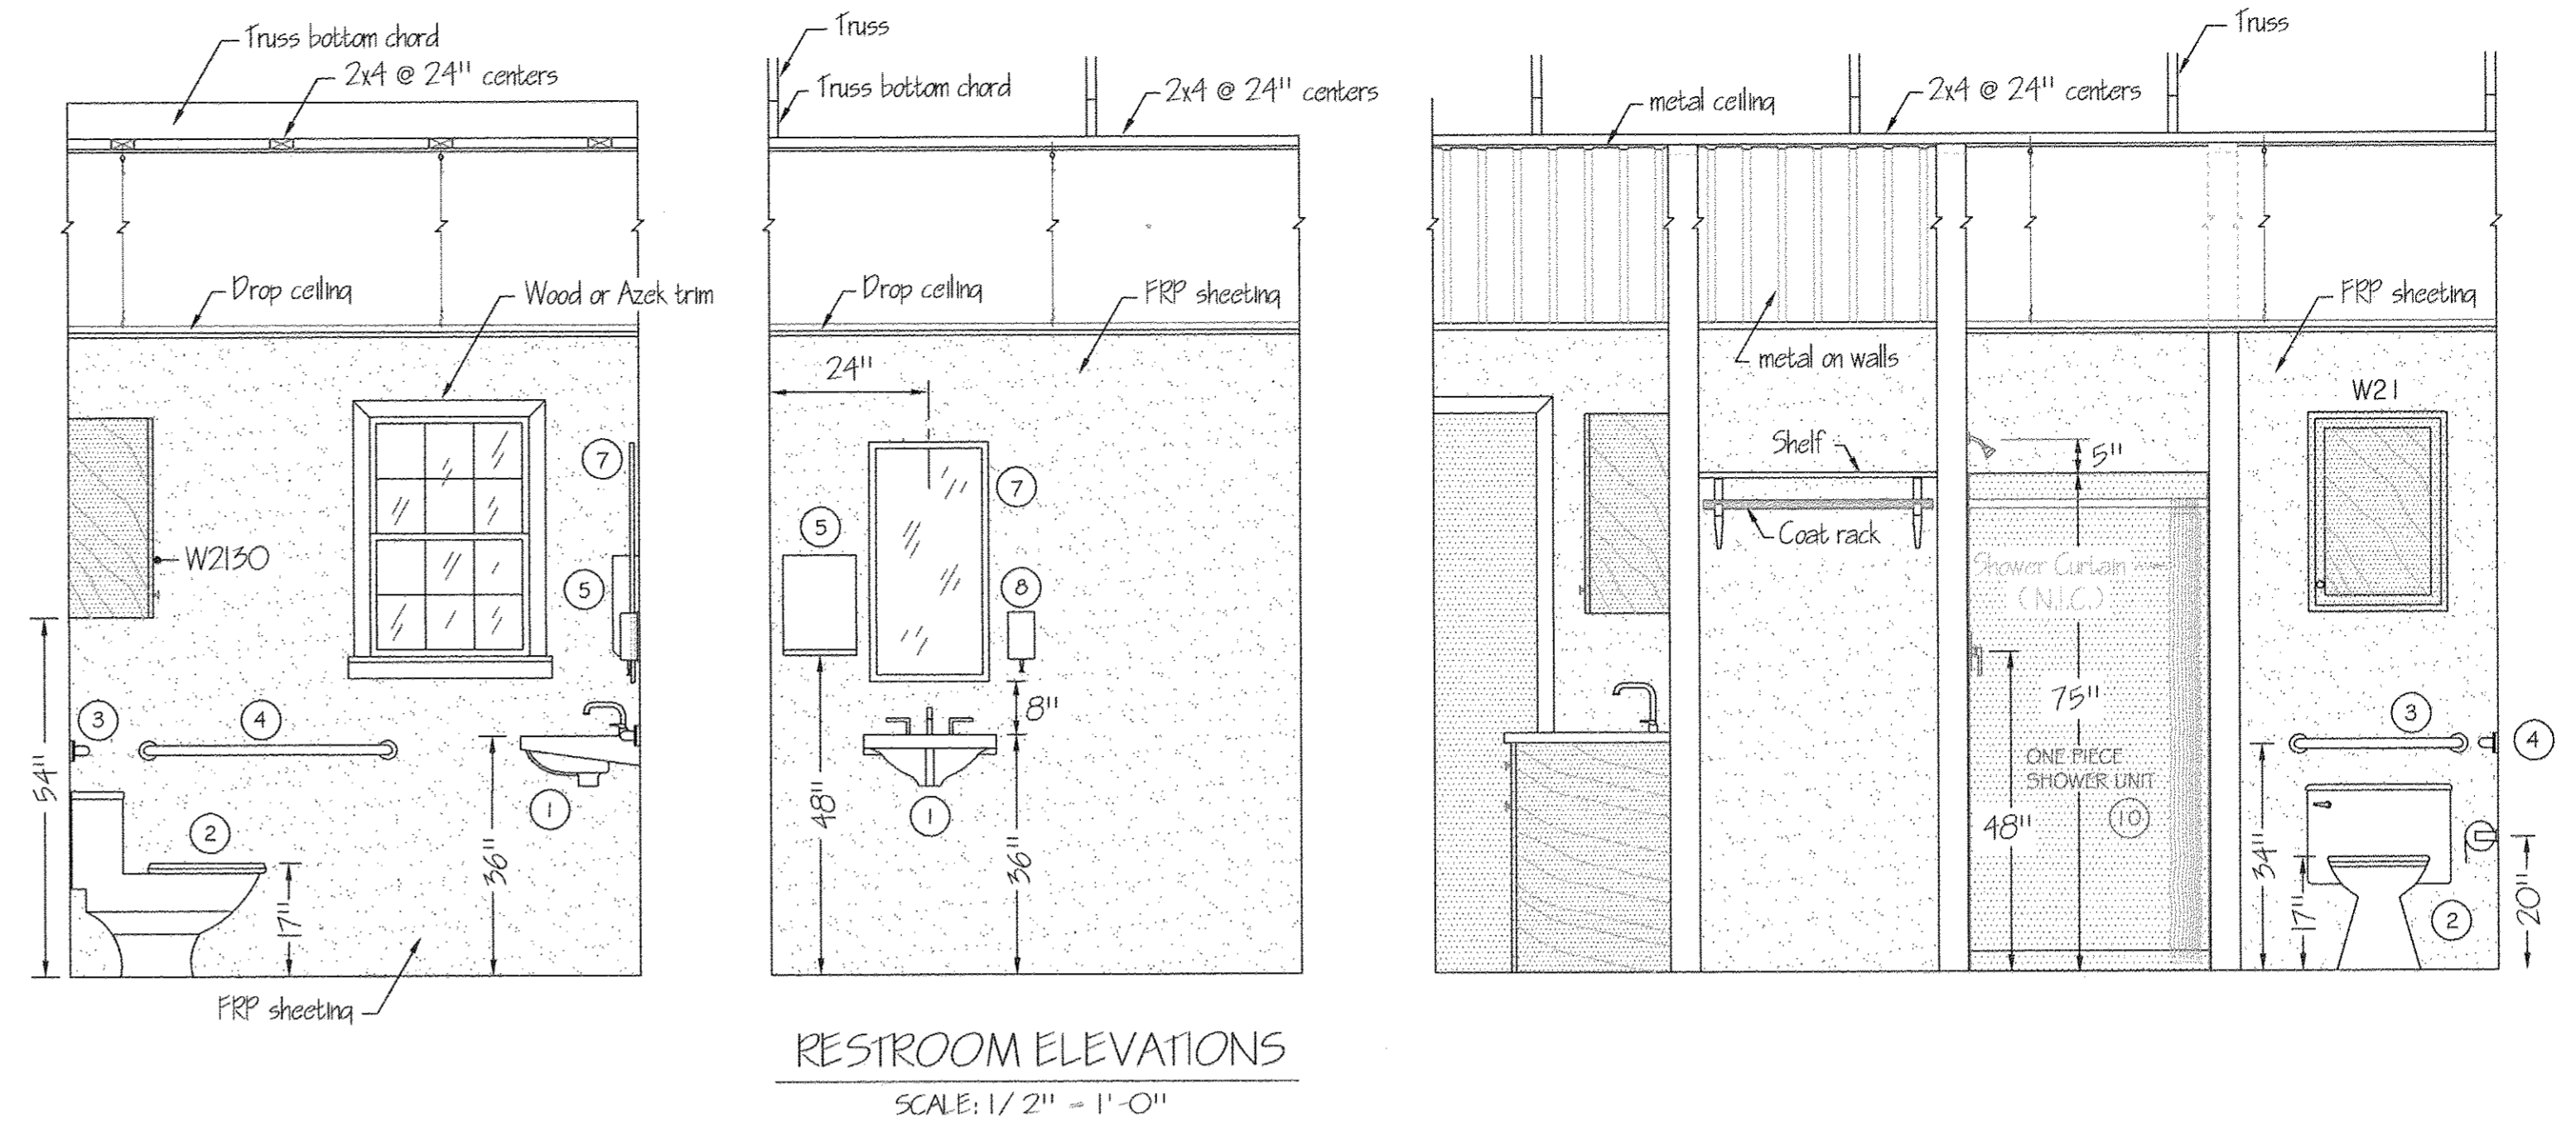 Truss bottom chord
2x4 @ 24" centers
Drop ceiling
Wood or Azek trim
7
W2130
5
3
4
54"
2
1
36"
17"
FRP sheeting
Truss
Truss bottom chord
2x4 @ 24" centers
Drop ceiling
FRP sheeting
24"
7
5
8
8"
48"
1
36"
RESTROOM ELEVATIONS
SCALE: 1/2" = 1'-0"
Truss
metal ceiling
2x4 @ 24" centers
FRP sheeting
metal on walls
W21
Shelf
5"
Coat rack
Shower Curtain
(N.I.C.)
75"
3
4
ONE PIECE
SHOWER UNIT
10
48"
34"
17"
2
20"